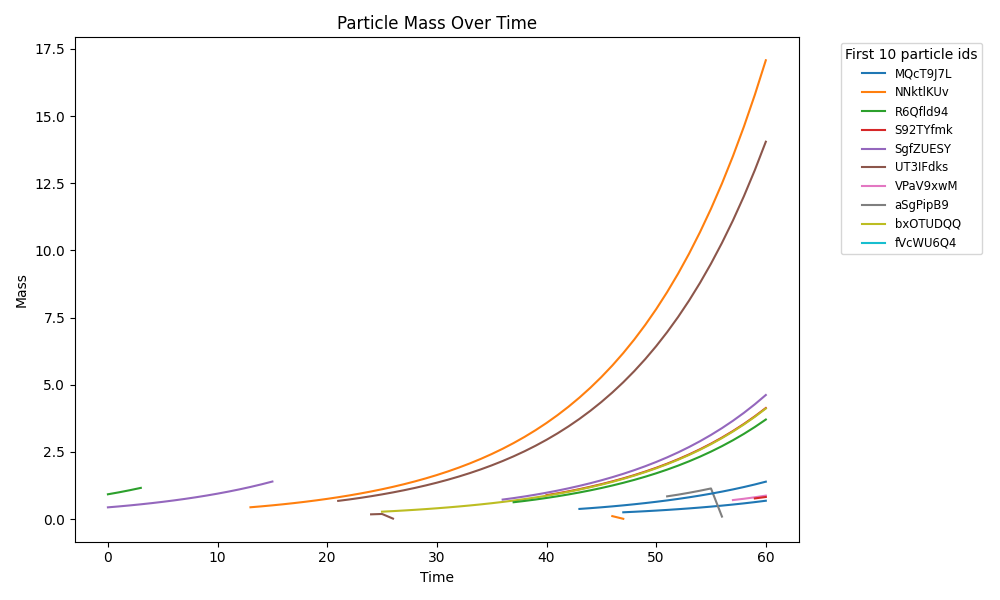 Particle Mass Over Time
17.5
15.0
12.5
10.0
7.5
5.0
2.5
0.0
Mass
0 10 20 30 40 50 60
Time
First 10 particle ids
MQcT9J7L
NNktlKUv
R6Qfld94
S92TYfmk
SgfZUESY
UT3IFdks
VPaV9xwM
aSgPipB9
bxOTUDQQ
fVcWU6Q4